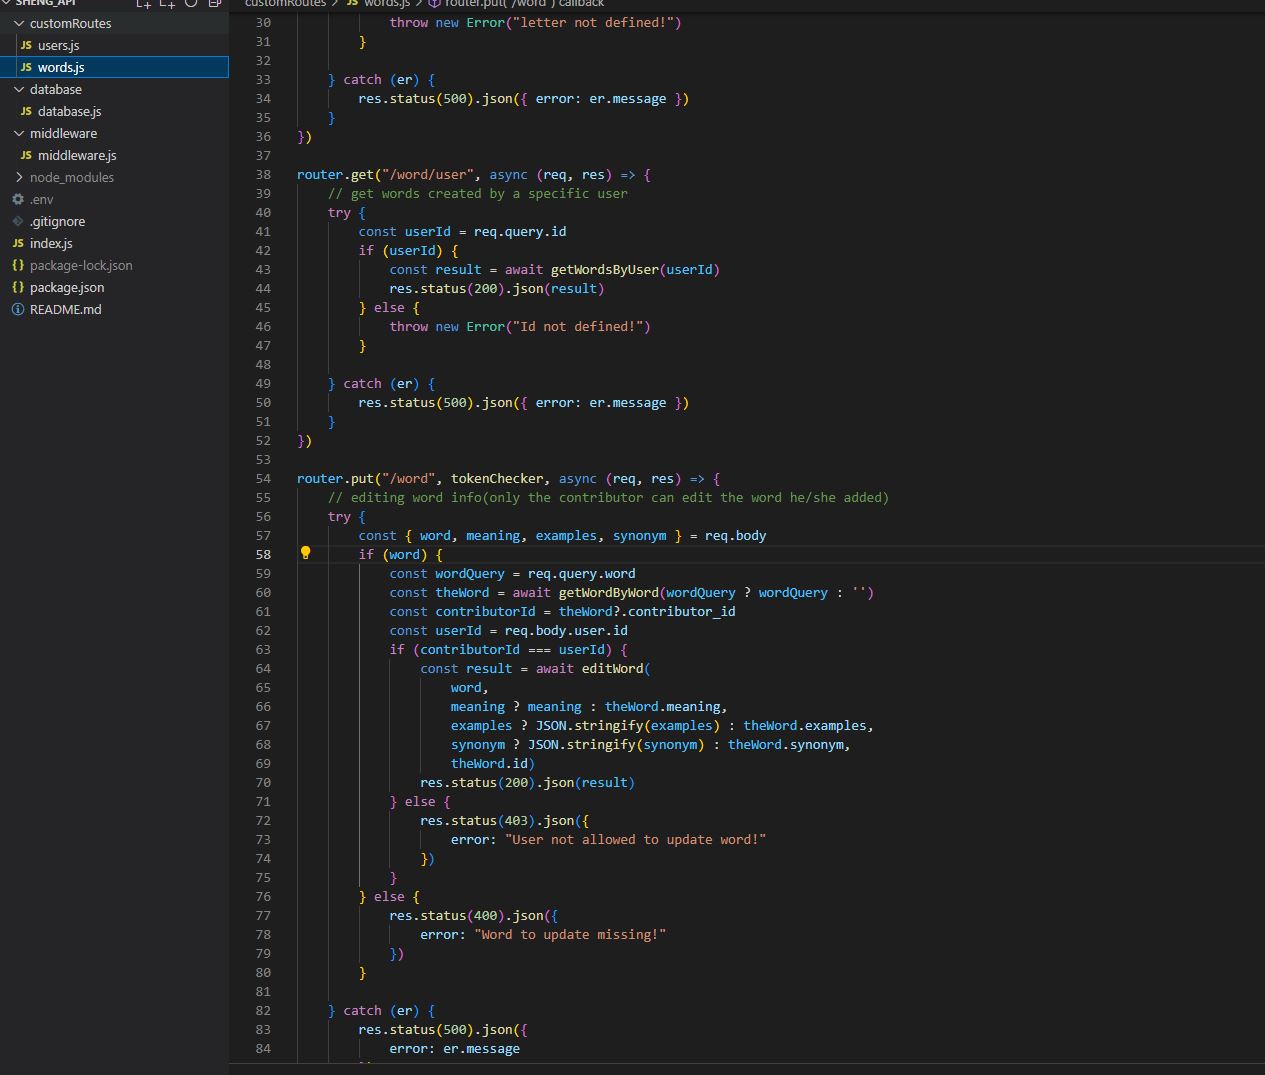 SHENG_API
customRoutes
users.js
words.js
database
database.js
middleware
middleware.js
node_modules
.env
.gitignore
index.js
package-lock.json
package.json
README.md
customRoutes > JS words.js > router.put("/word") callback
30 throw new Error("letter not defined!")
31 }
32
33 } catch (er) {
34 res.status(500).json({ error: er.message })
35 }
36 })
37
38 router.get("/word/user", async (req, res) => {
39 // get words created by a specific user
40 try {
41 const userId = req.query.id
42 if (userId) {
43 const result = await getWordsByUser(userId)
44 res.status(200).json(result)
45 } else {
46 throw new Error("Id not defined!")
47 }
48
49 } catch (er) {
50 res.status(500).json({ error: er.message })
51 }
52 })
53
54 router.put("/word", tokenChecker, async (req, res) => {
55 // editing word info(only the contributor can edit the word he/she added)
56 try {
57 const { word, meaning, examples, synonym } = req.body
58 if (word) {
59 const wordQuery = req.query.word
60 const theWord = await getWordByWord(wordQuery ? wordQuery : '')
61 const contributorId = theWord?.contributor_id
62 const userId = req.body.user.id
63 if (contributorId === userId) {
64 const result = await editWord(
65 word,
66 meaning ? meaning : theWord.meaning,
67 examples ? JSON.stringify(examples) : theWord.examples,
68 synonym ? JSON.stringify(synonym) : theWord.synonym,
69 theWord.id)
70 res.status(200).json(result)
71 } else {
72 res.status(403).json({
73 error: "User not allowed to update word!"
74 })
75 }
76 } else {
77 res.status(400).json({
78 error: "Word to update missing!"
79 })
80 }
81
82 } catch (er) {
83 res.status(500).json({
84 error: er.message